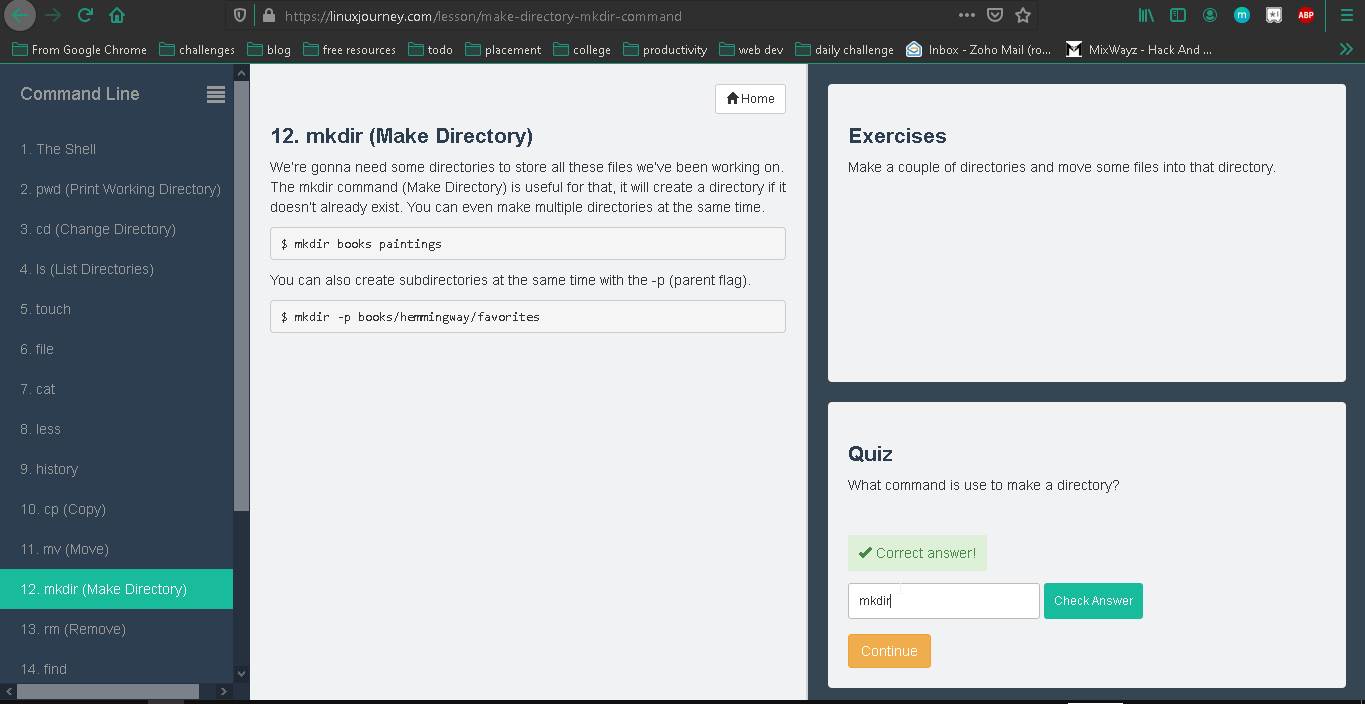 https://linuxjourney.com/lesson/make-directory-mkdir-command
m
ABP
From Google Chrome
challenges
blog
free resources
todo
placement
college
productivity
web dev
daily challenge
Inbox - Zoho Mail (ro...
MixWayz - Hack And ...
Command Line
1. The Shell
2. pwd (Print Working Directory)
3. cd (Change Directory)
4. ls (List Directories)
5. touch
6. file
7. cat
8. less
9. history
10. cp (Copy)
11. mv (Move)
12. mkdir (Make Directory)
13. rm (Remove)
14. find
Home
12. mkdir (Make Directory)
We're gonna need some directories to store all these files we've been working on.
The mkdir command (Make Directory) is useful for that, it will create a directory if it
doesn't already exist. You can even make multiple directories at the same time.
$ mkdir books paintings
You can also create subdirectories at the same time with the -p (parent flag).
$ mkdir -p books/hemmingway/favorites
Exercises
Make a couple of directories and move some files into that directory.
Quiz
What command is use to make a directory?
Correct answer!
mkdir
Check Answer
Continue